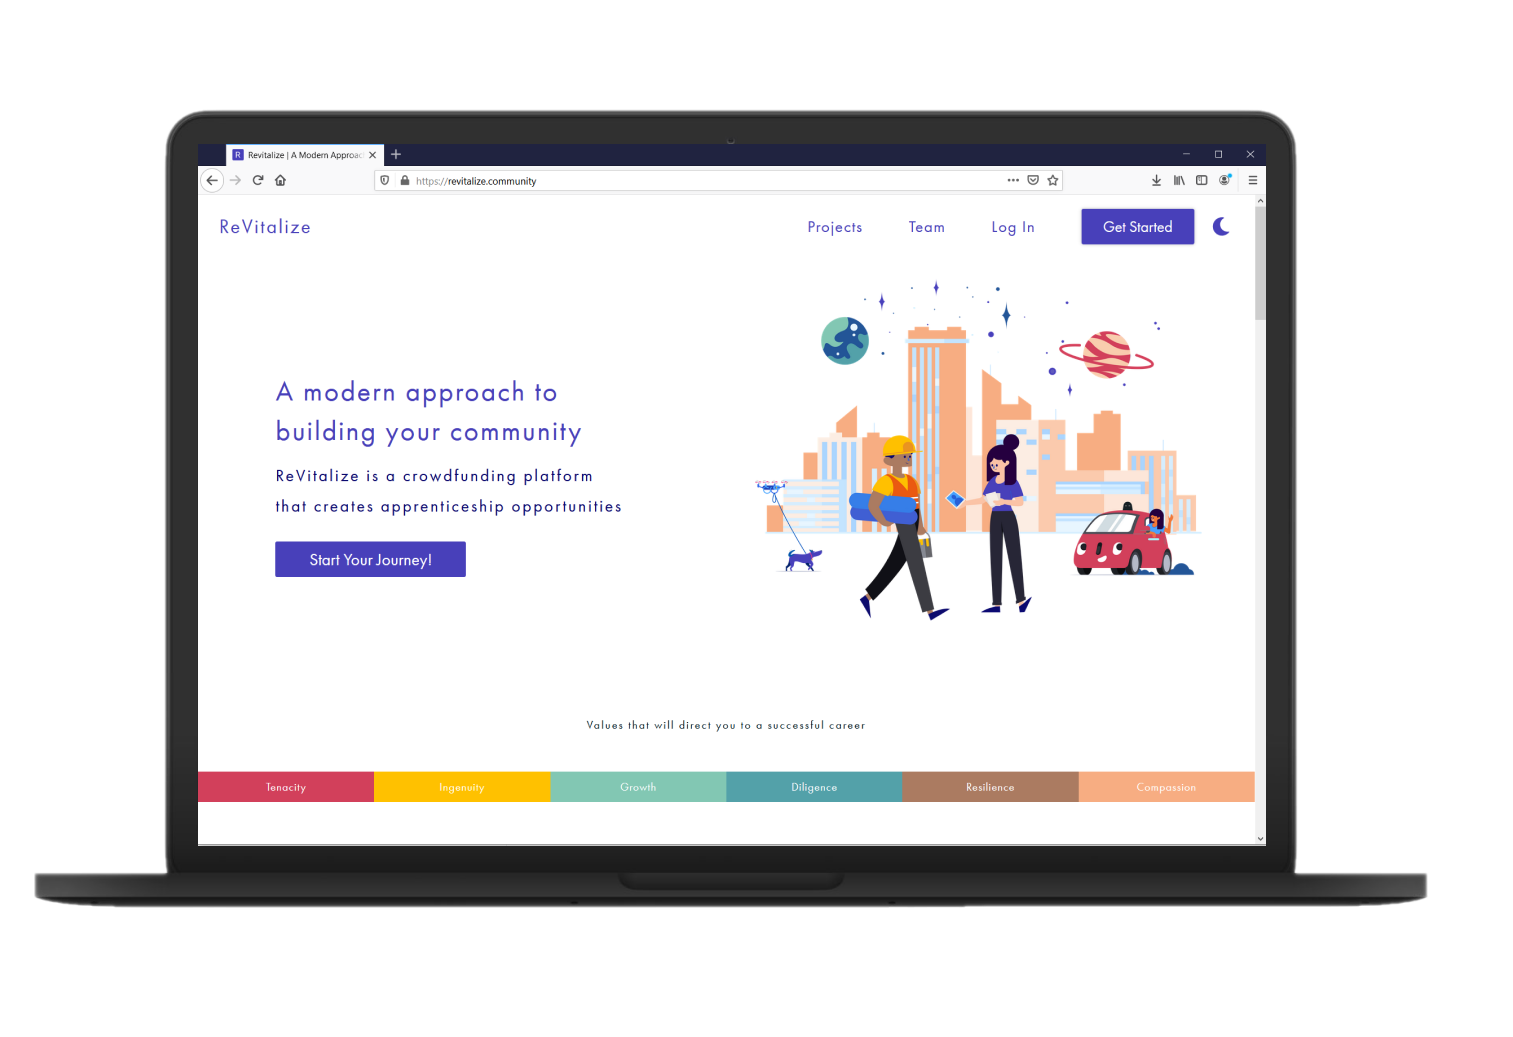 R Revitalize | A Modern Approac
https://revitalize.community
ReVitalize
Projects Team Log In Get Started
A modern approach to
building your community
ReVitalize is a crowdfunding platform
that creates apprenticeship opportunities
Start Your Journey!
Values that will direct you to a successful career
Tenacity Ingenuity Growth Diligence Resilience Compassion